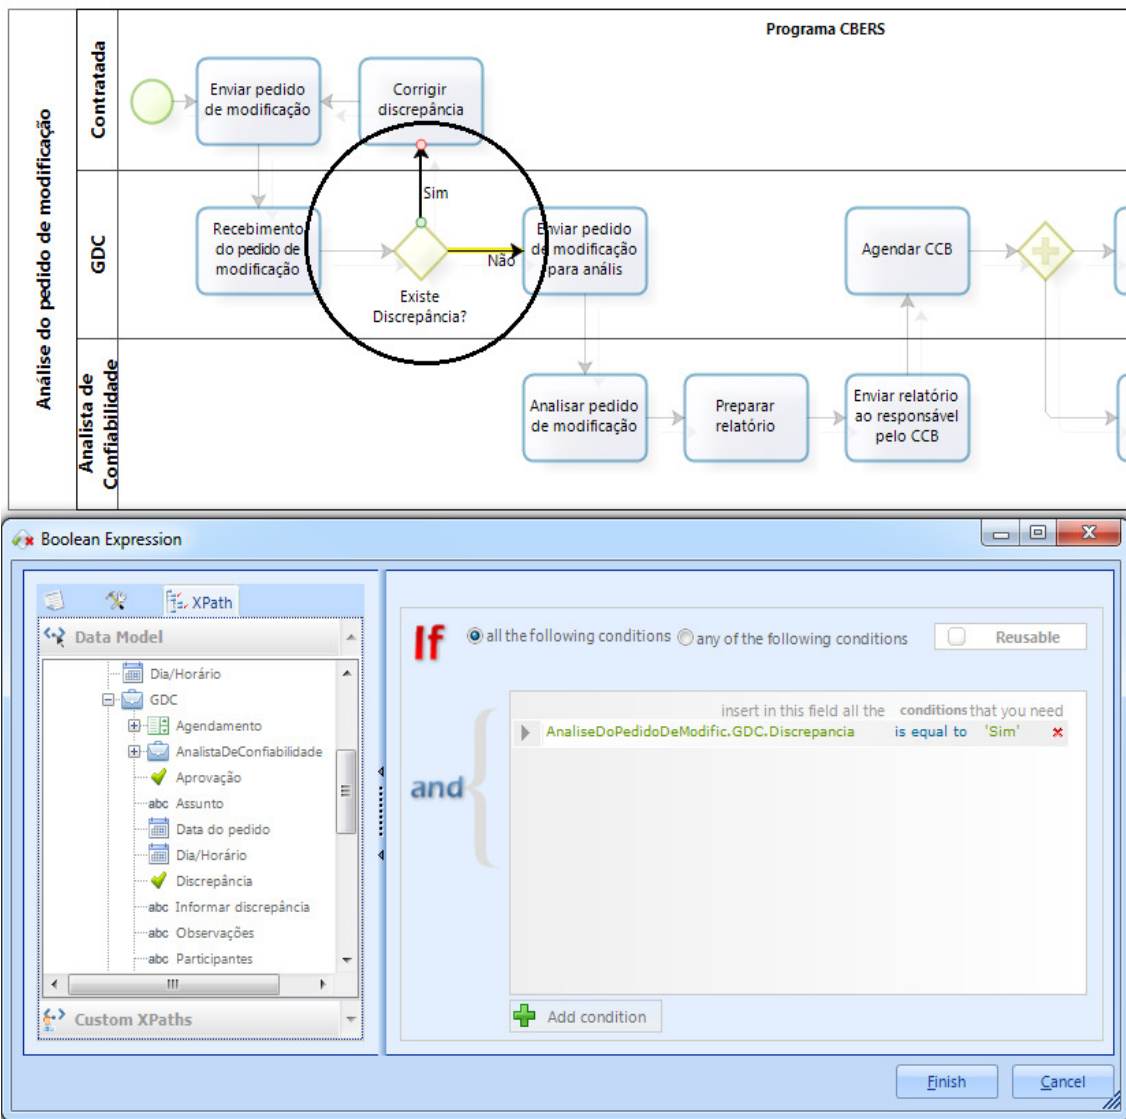 Programa CBERS
Análise do pedido de modificação
Contratada
Enviar pedido
de modificação
Corrigir
discrepância
Sim
GDC
Recebimento
do pedido de
modificação
Existe
Discrepância?
Não
Enviar pedido
de modificação
para anális
Agendar CCB
Analista de
Confiabilidade
Analisar pedido
de modificação
Preparar
relatório
Enviar relatório
ao responsável
pelo CCB
Boolean Expression
XPath
Data Model
Dia/Horário
GDC
Agendamento
AnalistaDeConfiabilidade
Aprovação
abc Assunto
Data do pedido
Dia/Horário
Discrepância
abc Informar discrepância
abc Observações
abc Participantes
Custom XPaths
If
all the following conditions any of the following conditions
Reusable
and
insert in this field all the conditions that you need
AnaliseDoPedidoDeModific.GDC.Discrepancia is equal to 'Sim'
Add condition
Finish Cancel